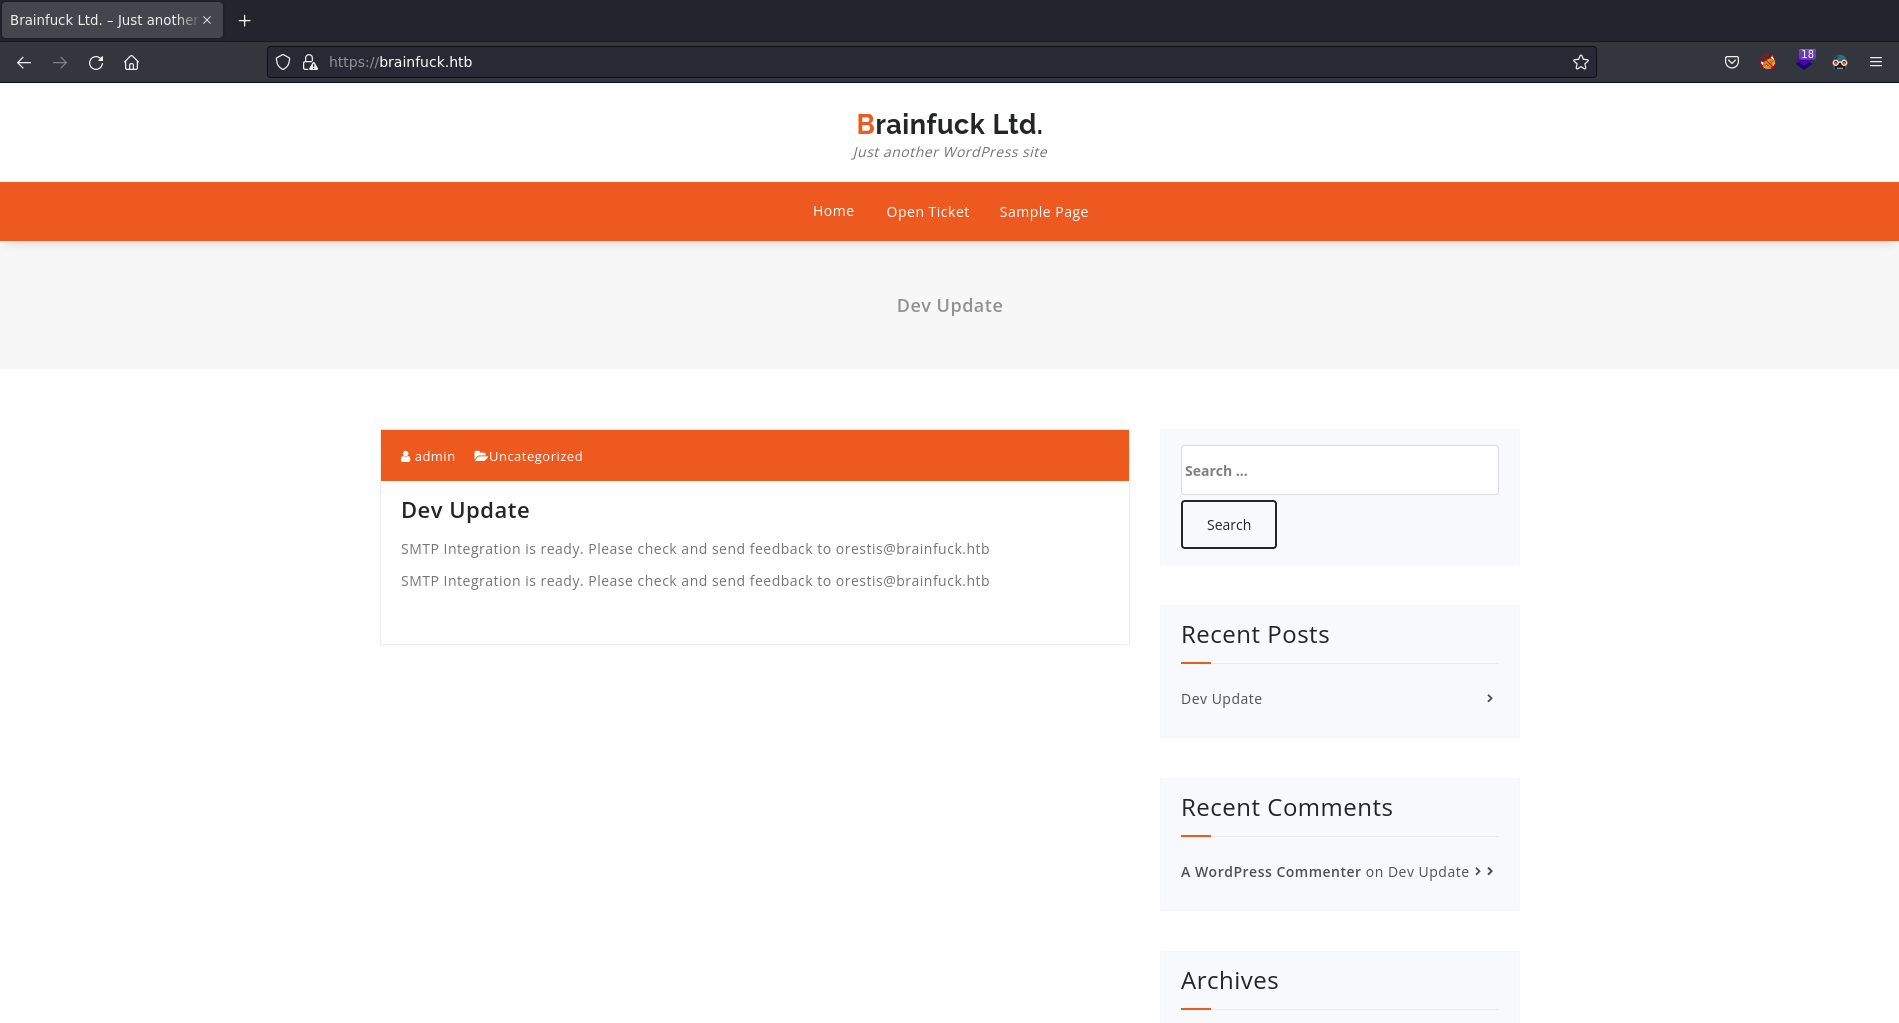 Brainfuck Ltd. – Just another
18
https://brainfuck.htb
Brainfuck Ltd.
Just another WordPress site
Home Open Ticket Sample Page
Dev Update
admin Uncategorized
Dev Update
SMTP Integration is ready. Please check and send feedback to orestis@brainfuck.htb
SMTP Integration is ready. Please check and send feedback to orestis@brainfuck.htb
Search ...
Search
Recent Posts
Dev Update
Recent Comments
A WordPress Commenter on Dev Update
Archives